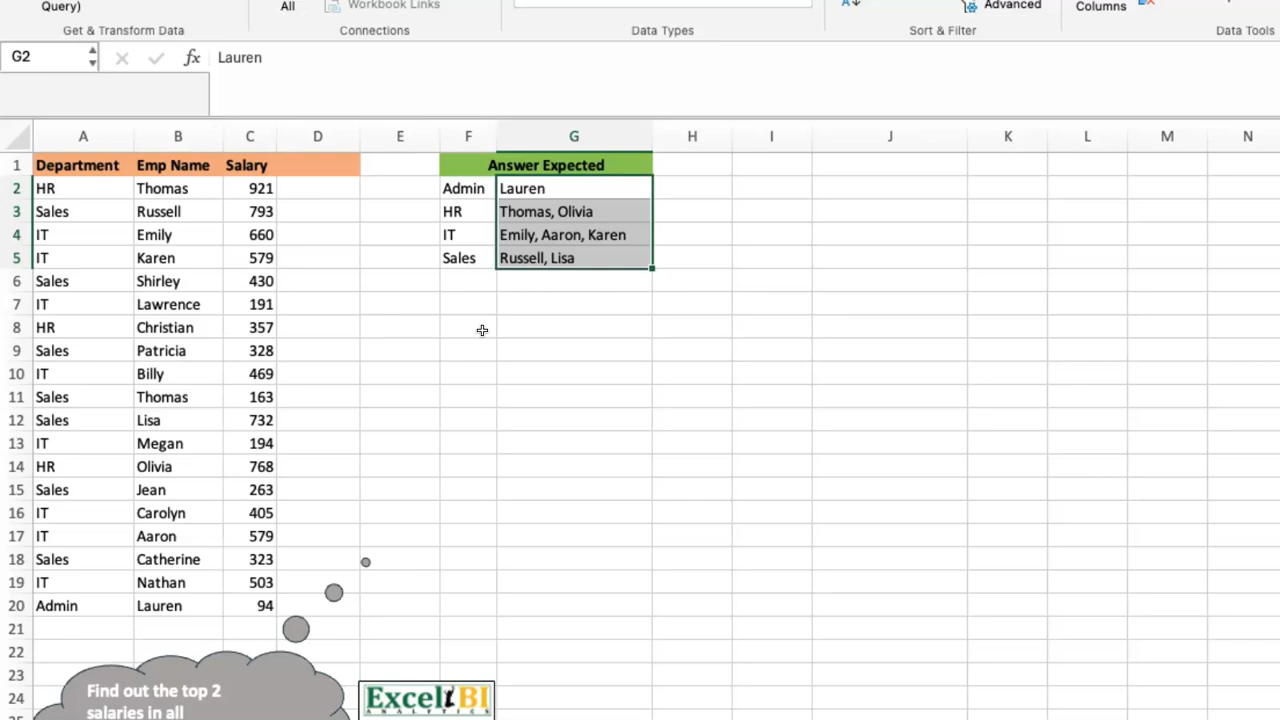 Query)
All
Workbook Links
Advanced
Columns
Get & Transform Data
Connections
Data Types
Sort & Filter
Data Tools
G2
fx
Lauren
A B C D E F G H I J K L M N
1 Department Emp Name Salary Answer Expected
2 HR Thomas 921 Admin Lauren
3 Sales Russell 793 HR Thomas, Olivia
4 IT Emily 660 IT Emily, Aaron, Karen
5 IT Karen 579 Sales Russell, Lisa
6 Sales Shirley 430
7 IT Lawrence 191
8 HR Christian 357
9 Sales Patricia 328
10 IT Billy 469
11 Sales Thomas 163
12 Sales Lisa 732
13 IT Megan 194
14 HR Olivia 768
15 Sales Jean 263
16 IT Carolyn 405
17 IT Aaron 579
18 Sales Catherine 323
19 IT Nathan 503
20 Admin Lauren 94
21
22
23
24
Find out the top 2
salaries in all
Excel BI
ANALYTICS